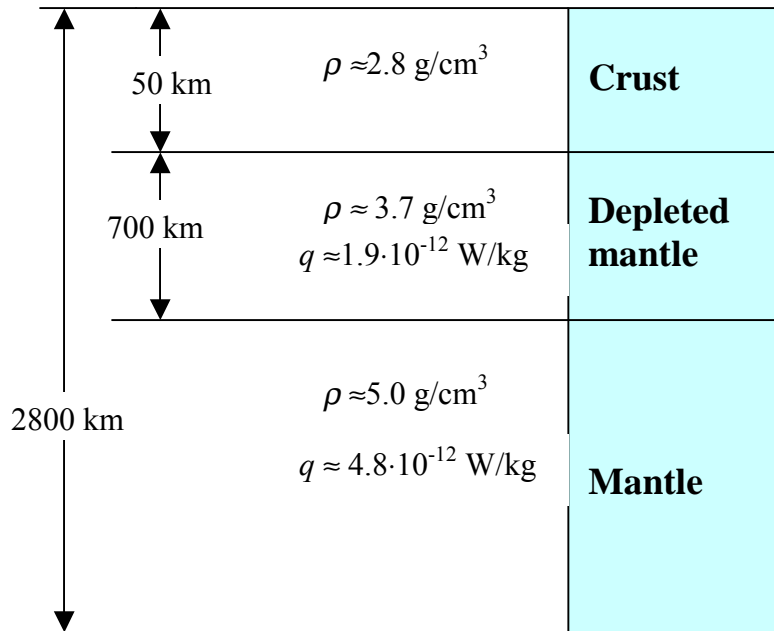 ρ ≈2.8 g/cm³
50 km
Crust
ρ ≈ 3.7 g/cm³
700 km
q ≈1.9·10⁻¹² W/kg
Depleted
mantle
ρ ≈5.0 g/cm³
2800 km
q ≈ 4.8·10⁻¹² W/kg
Mantle